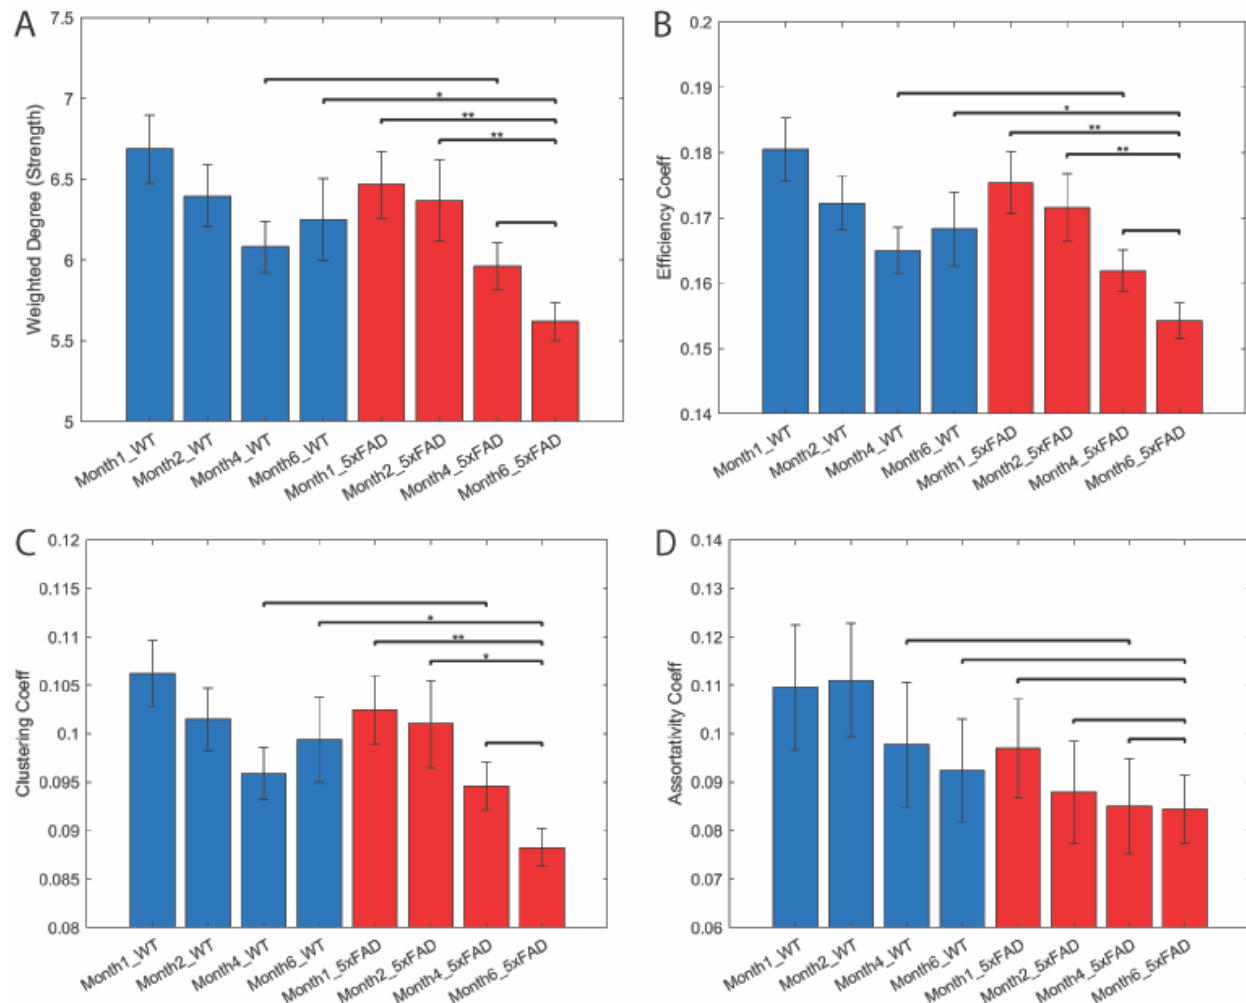 A
Weighted Degree (Strength)
7.5
7
6.5
6
5.5
5
*
**
**
Month1_WT
Month2_WT
Month4_WT
Month6_WT
Month1_5xFAD
Month2_5xFAD
Month4_5xFAD
Month6_5xFAD
B
Efficiency Coeff
0.2
0.19
0.18
0.17
0.16
0.15
0.14
*
**
**
Month1_WT
Month2_WT
Month4_WT
Month6_WT
Month1_5xFAD
Month2_5xFAD
Month4_5xFAD
Month6_5xFAD
C
Clustering Coeff
0.12
0.115
0.11
0.105
0.1
0.095
0.09
0.085
0.08
*
**
*
Month1_WT
Month2_WT
Month4_WT
Month6_WT
Month1_5xFAD
Month2_5xFAD
Month4_5xFAD
Month6_5xFAD
D
Assortativity Coeff
0.14
0.13
0.12
0.11
0.1
0.09
0.08
0.07
0.06
Month1_WT
Month2_WT
Month4_WT
Month6_WT
Month1_5xFAD
Month2_5xFAD
Month4_5xFAD
Month6_5xFAD